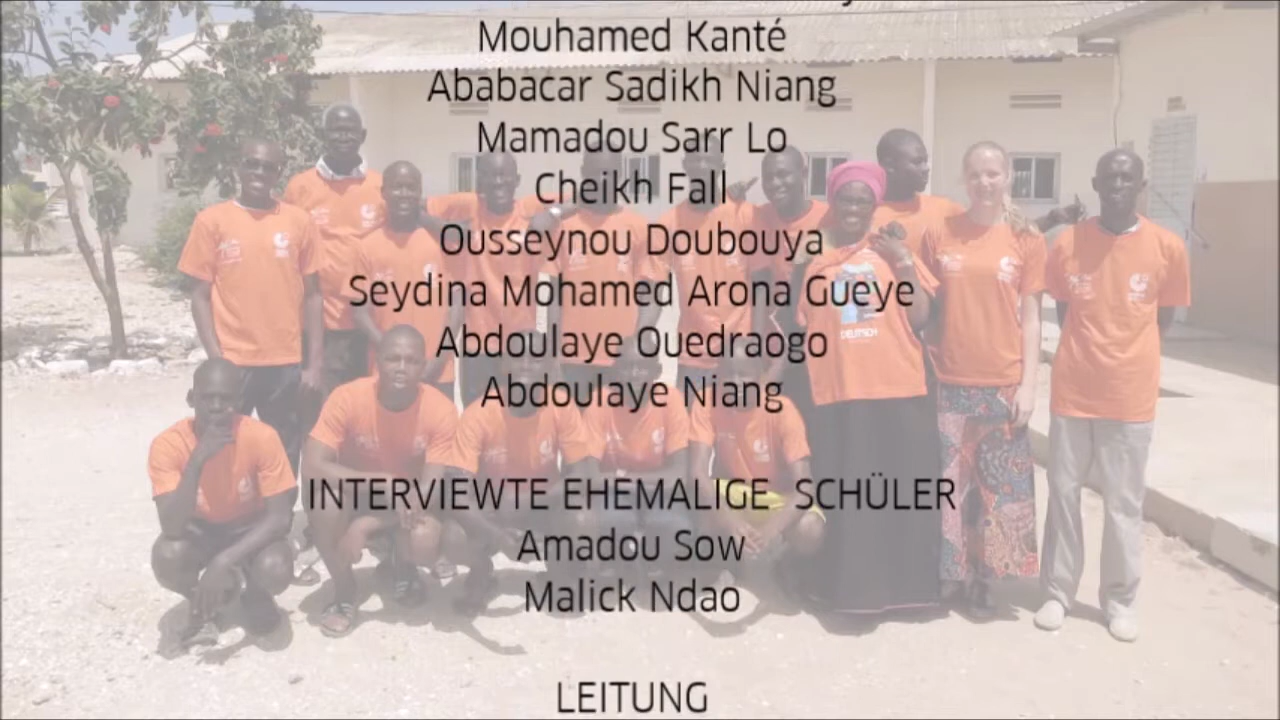 Mouhamed Kanté
Ababacar Sadikh Niang
Mamadou Sarr Lo
Cheikh Fall
Ousseynou Doubouya
Seydina Mohamed Arona Gueye
Abdoulaye Ouedraogo
Abdoulaye Niang
INTERVIEWTE EHEMALIGE SCHÜLER
Amadou Sow
Malick Ndao
LEITUNG
DEUTSCH